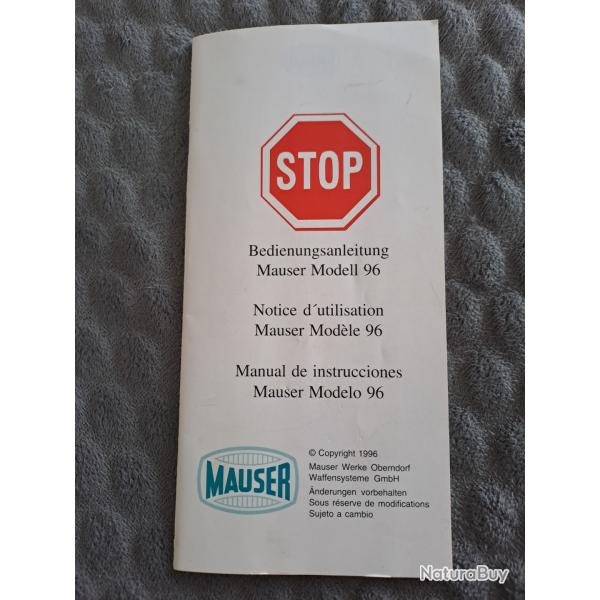 STOP
Bedienungsanleitung
Mauser Modell 96
Notice d´utilisation
Mauser Modèle 96
Manual de instrucciones
Mauser Modelo 96
MAUSER
© Copyright 1996
Mauser Werke Oberndorf
Waffensysteme GmbH
Änderungen vorbehalten
Sous réserve de modifications
Sujeto a cambio
NaturaBuy